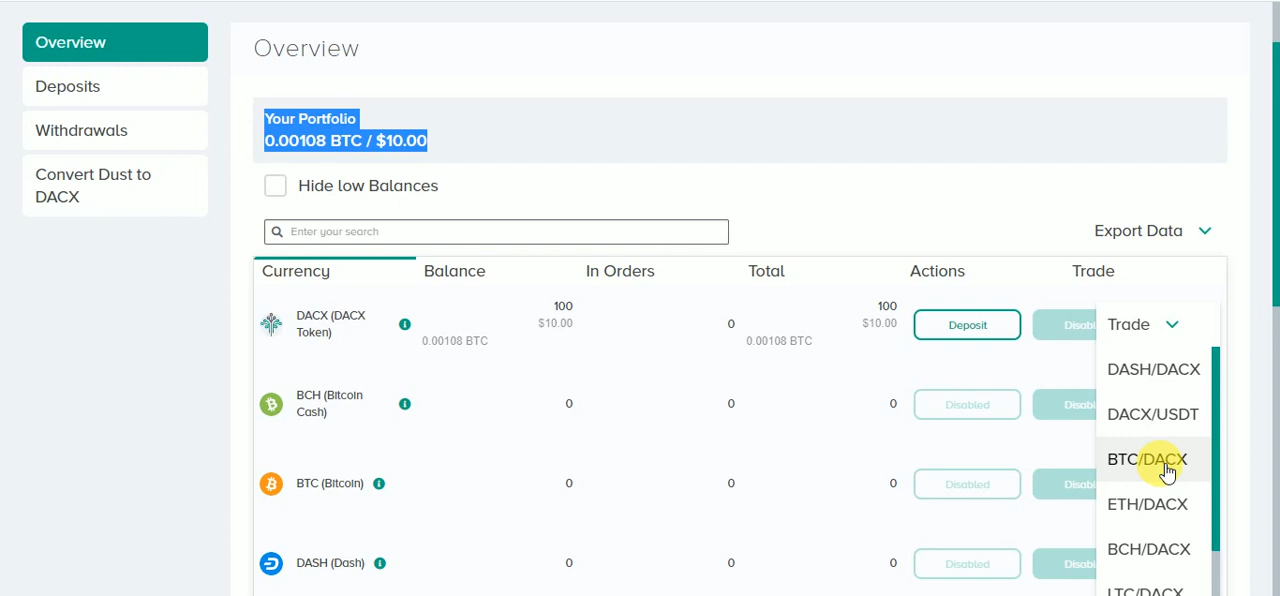 Overview
Deposits
Withdrawals
Convert Dust to
DACX
Overview
Your Portfolio
0.00108 BTC / $10.00
Hide low Balances
Enter your search
Export Data
Currency Balance In Orders Total Actions Trade
DACX (DACX
Token)
100
$10.00
0.00108 BTC
0
100
$10.00
0.00108 BTC
Deposit
Trade
DASH/DACX
DACX/USDT
BTC/DACX
ETH/DACX
BCH/DACX
BCH (Bitcoin
Cash)
0 0 0 Disabled
BTC (Bitcoin) 0 0 0 Disabled
DASH (Dash) 0 0 0 Disabled